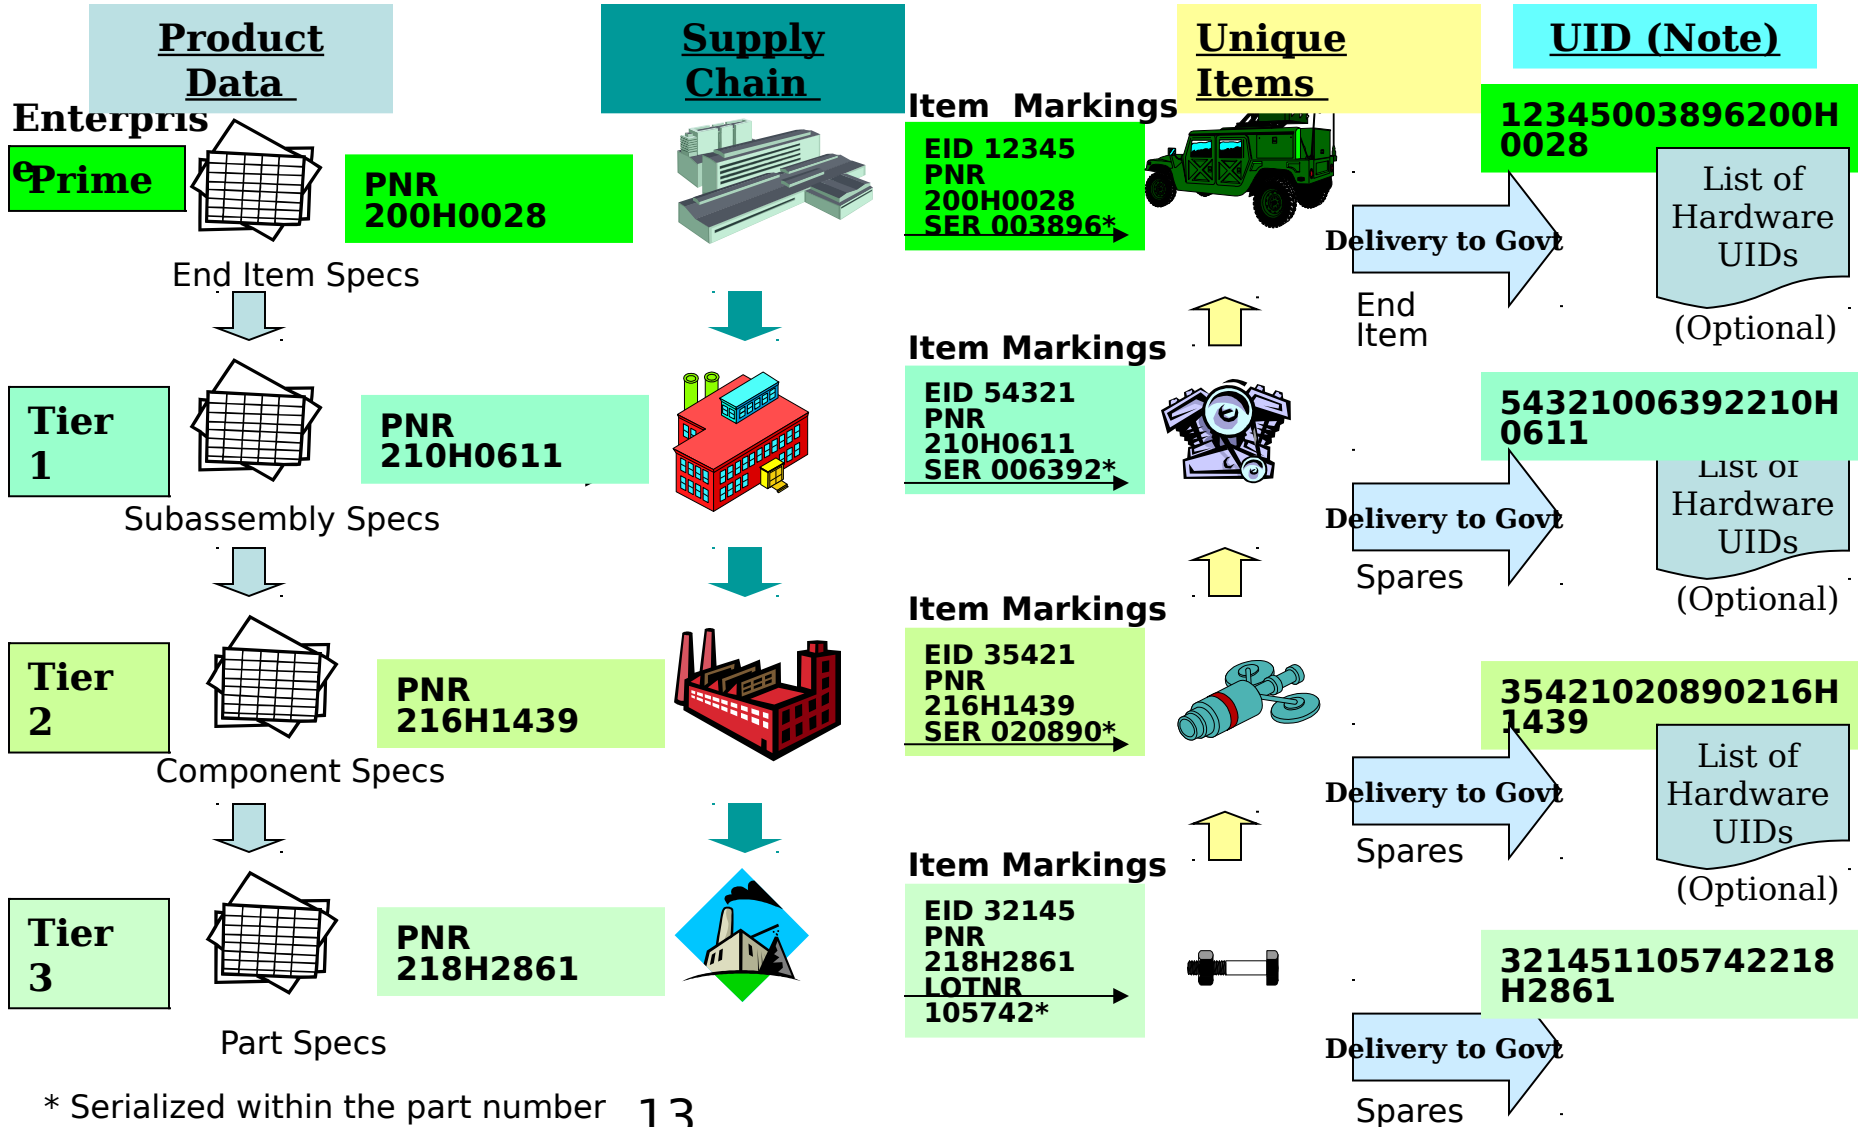 Product
Data
Supply
Chain
Unique
Items
UID (Note)
Enterpris
e
Prime
PNR
200H0028
End Item Specs
Item  Markings
EID 12345
PNR
200H0028
SER 003896*
Delivery to Govt
End
Item
12345003896200H
0028
List of
Hardware
UIDs
(Optional)
Tier
1
PNR
210H0611
Subassembly Specs
Item Markings
EID 54321
PNR
210H0611
SER 006392*
Delivery to Govt
Spares
54321006392210H
0611
List of
Hardware
UIDs
(Optional)
Tier
2
PNR
216H1439
Component Specs
Item Markings
EID 35421
PNR
216H1439
SER 020890*
Delivery to Govt
Spares
35421020890216H
1439
List of
Hardware
UIDs
(Optional)
Tier
3
PNR
218H2861
Part Specs
Item Markings
EID 32145
PNR
218H2861
LOTNR
105742*
Delivery to Govt
Spares
321451105742218
H2861
* Serialized within the part number
13